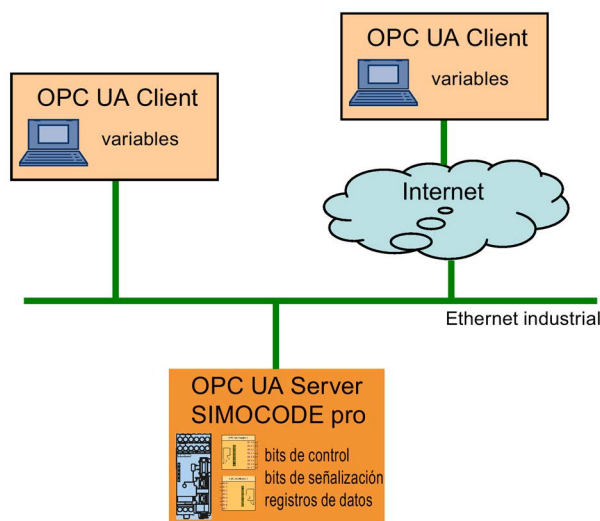 OPC UA Client
variables
OPC UA Client
variables
Internet
Ethernet industrial
OPC UA Server
SIMOCODE pro
bits de control
bits de señalización
registros de datos